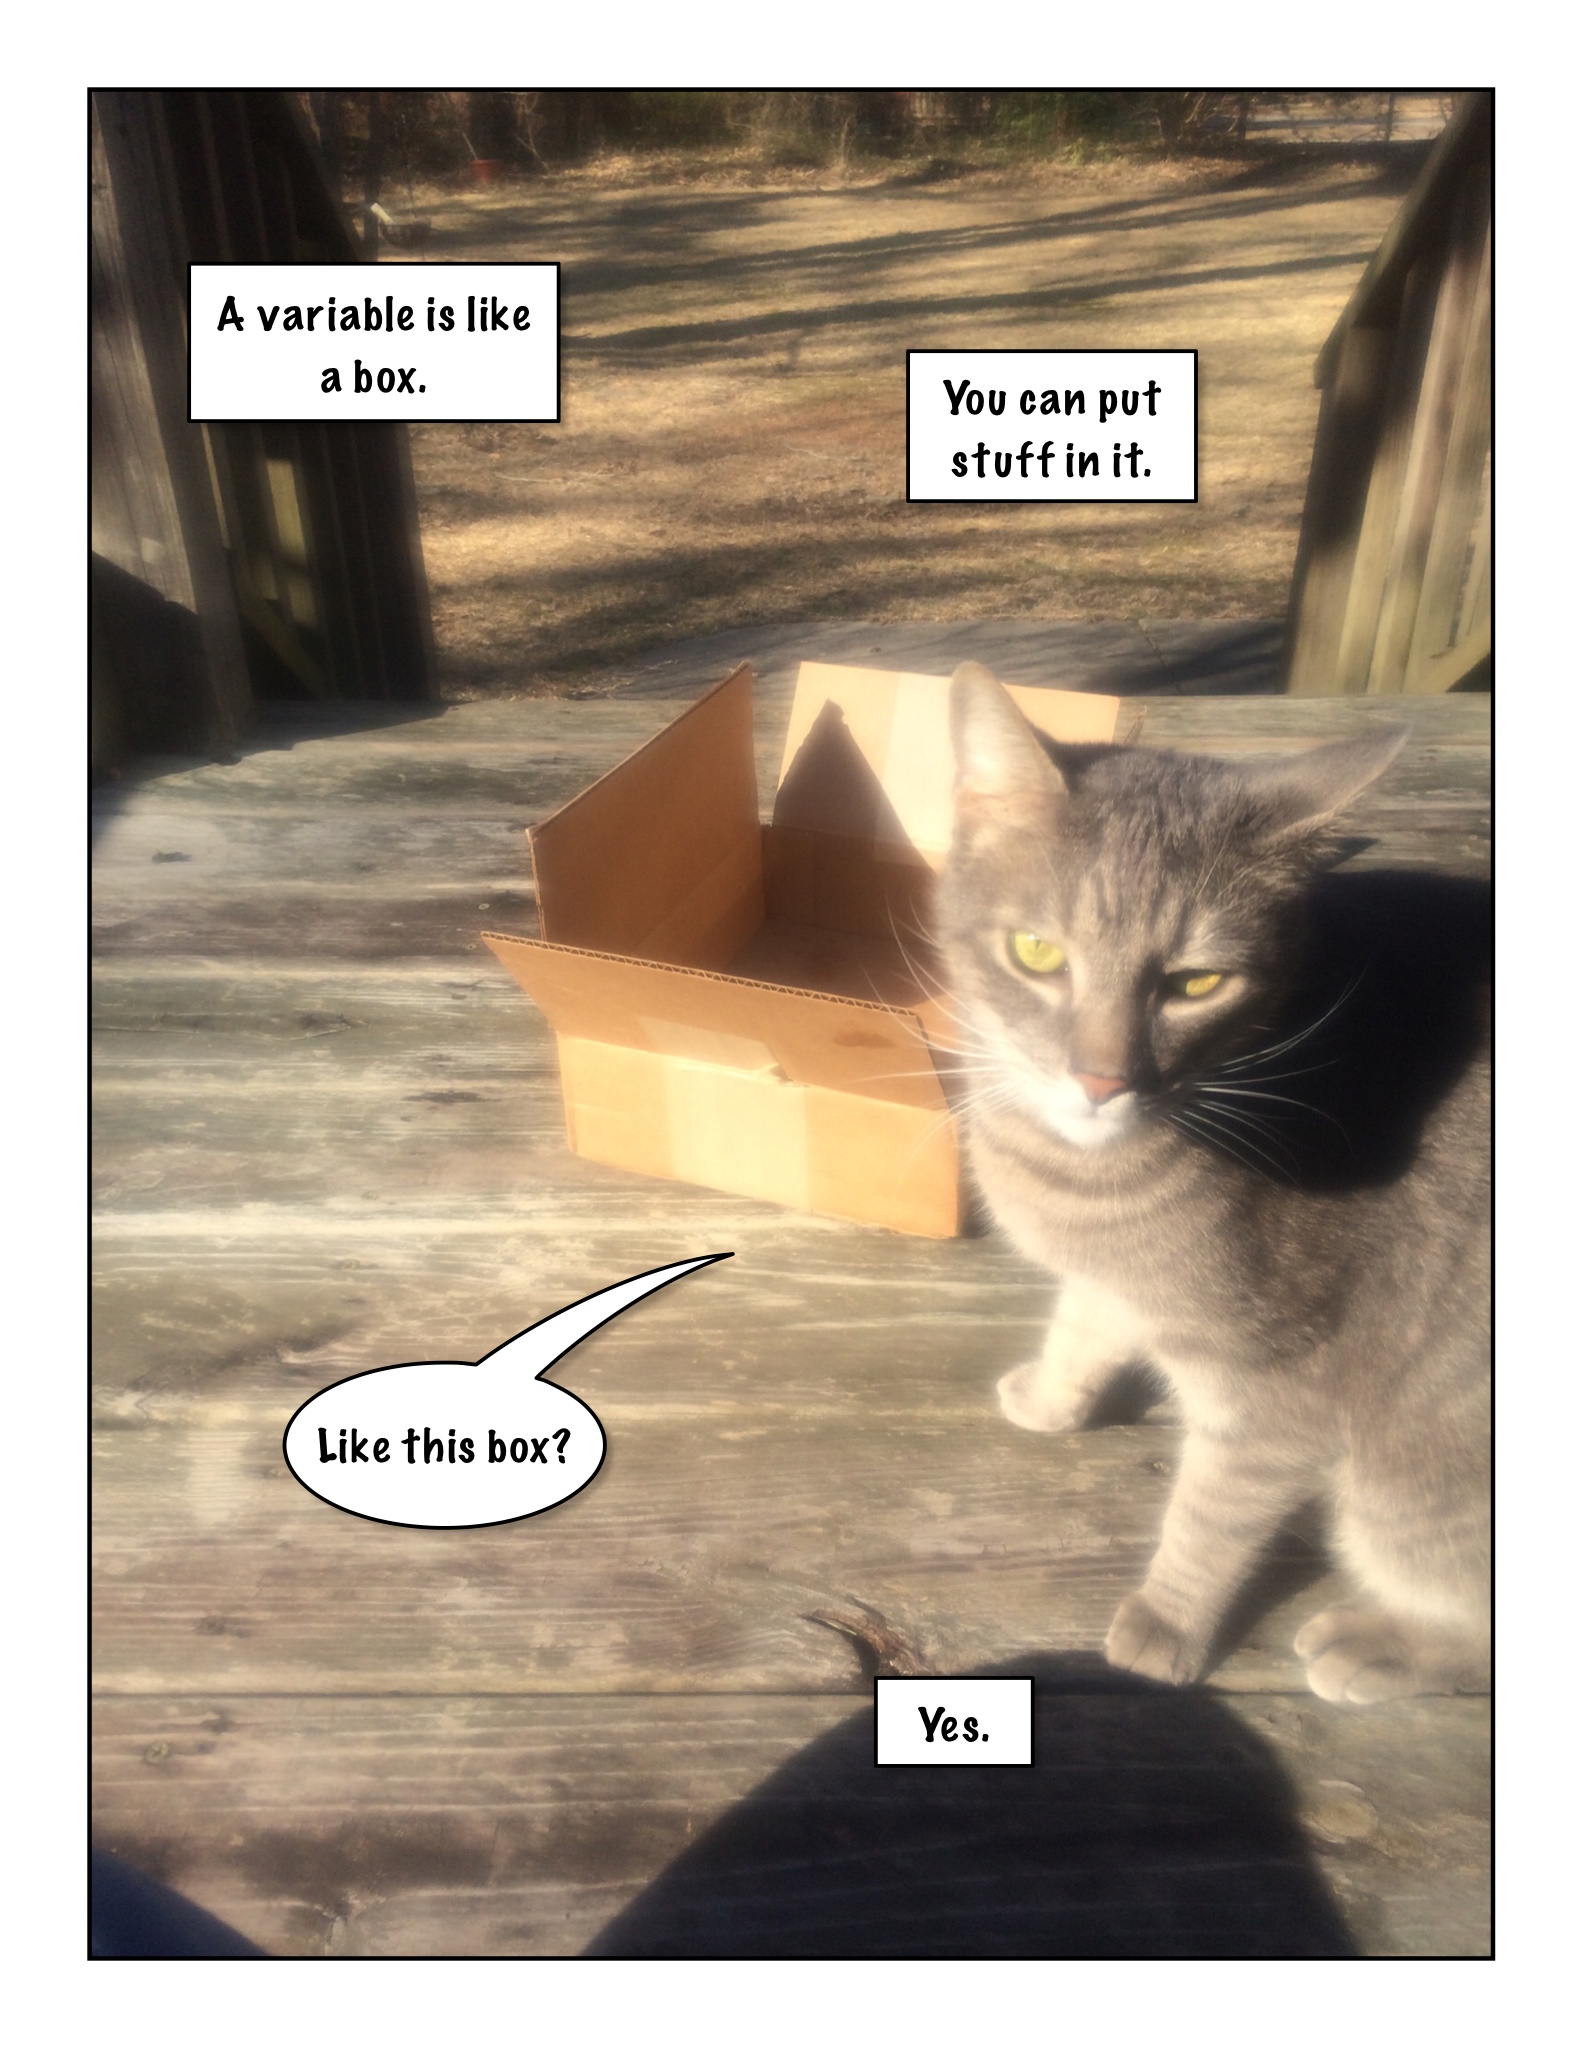 A variable is like
a box.
You can put
stuff in it.
Like this box?
Yes.